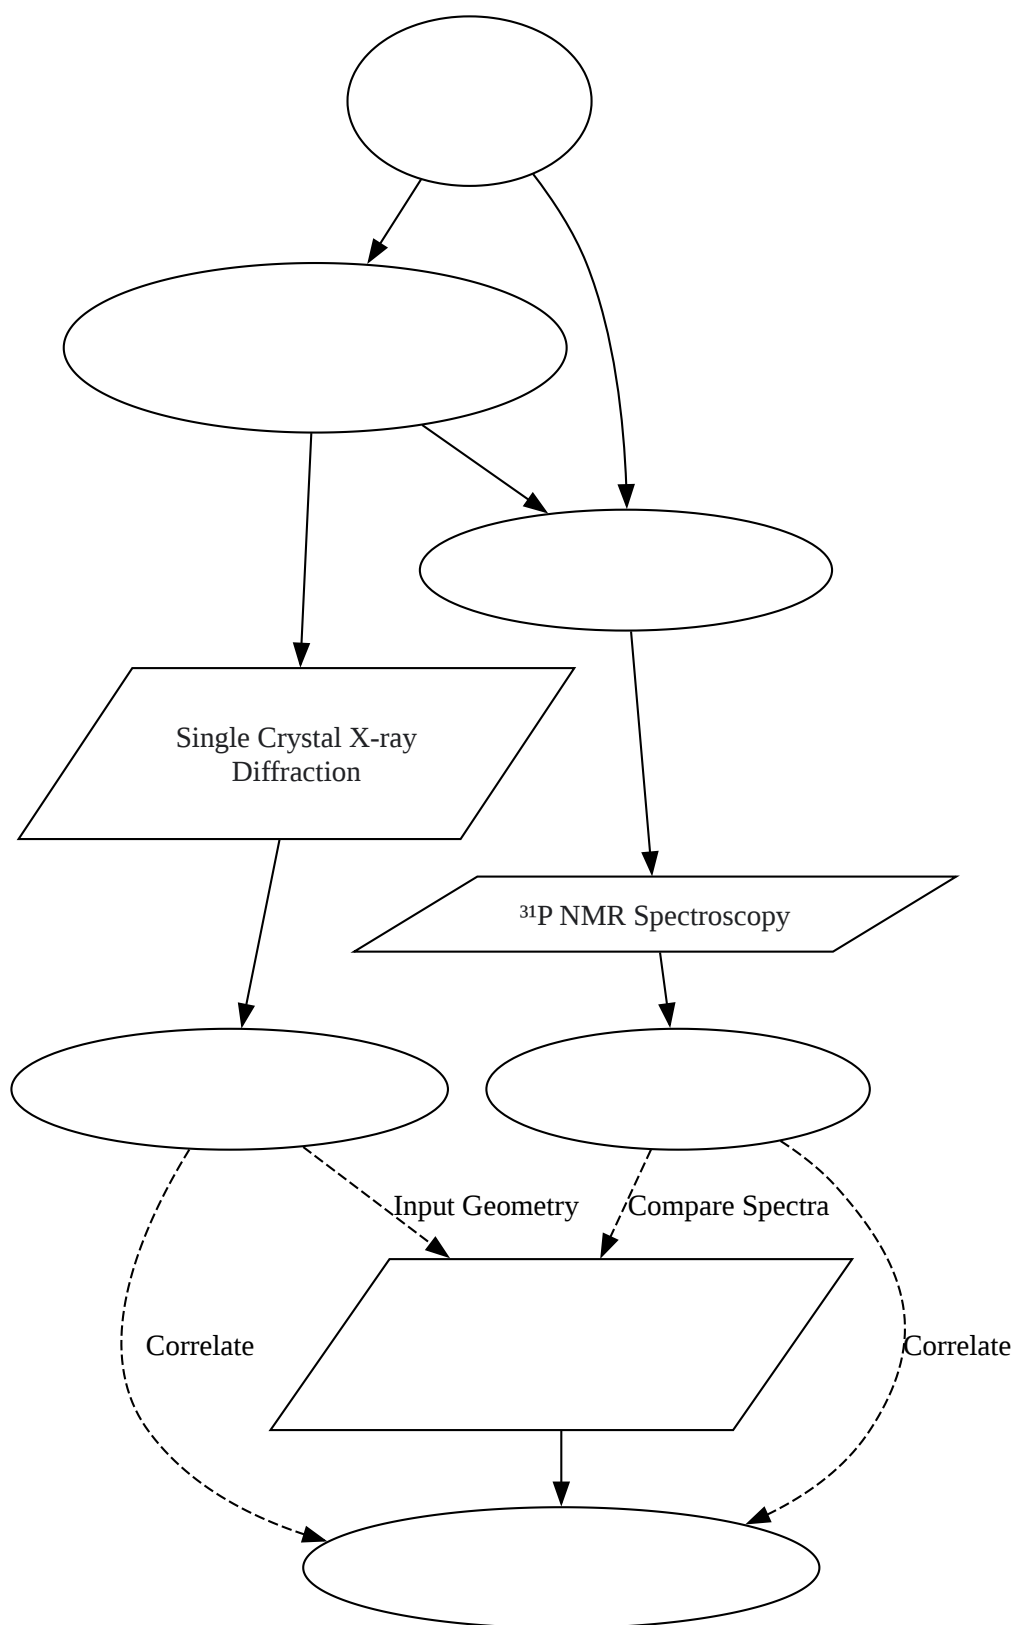 Single Crystal X-ray
Diffraction
³¹P NMR Spectroscopy
Input Geometry
Compare Spectra
Correlate
Correlate